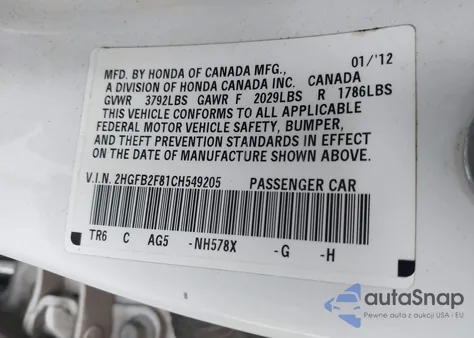 MFD. BY HONDA OF CANADA MFG., 01/'12
A DIVISION OF HONDA CANADA INC. CANADA
GVWR 3792LBS GAWR F 2029LBS R 1786LBS
THIS VEHICLE CONFORMS TO ALL APPLICABLE
FEDERAL MOTOR VEHICLE SAFETY, BUMPER,
AND THEFT PREVENTION STANDARDS IN EFFECT
ON THE DATE OF MANUFACTURE SHOWN ABOVE.
V.I.N. 2HGFB2F81CH549205 PASSENGER CAR
TR6 C AG5 -NH578X -G -H
autoSnap
Pewne auta z aukcji USA - EU